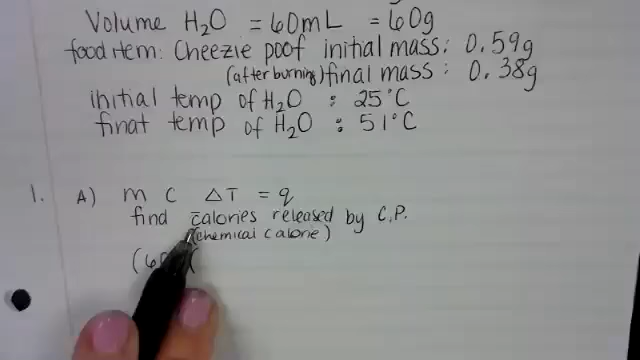 Volume H₂O = 60mL = 60g
food item: Cheezie poof initial mass: 0.59g
(after burning) final mass : 0.38g
initial temp of H₂O : 25°C
final temp of H₂O : 51°C
1. A) m C ΔT = q
find calories released by C.P.
(chemical calorie)
(60 (